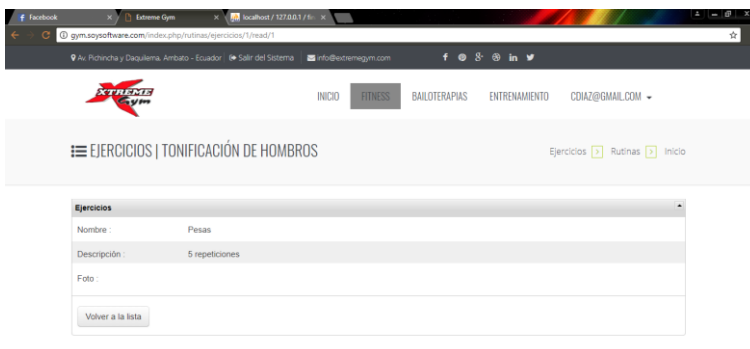 Facebook
Extreme Gym
localhost / 127.0.0.1 /
gym.soysoftware.com/index.php/rutinas/ejercicios/1/read/1
Av. Pichincha y Daquilema, Ambato - Ecuador Salir del Sistema info@extremegym.com
XTREME Gym
INICIO FITNESS BAILOTERAPIAS ENTRENAMIENTO CDIAZ@GMAIL.COM
EJERCICIOS | TONIFICACIÓN DE HOMBROS
Ejercicios Rutinas Inicio
Ejercicios
Nombre : Pesas
Descripción : 5 repeticiones
Foto :
Volver a la lista